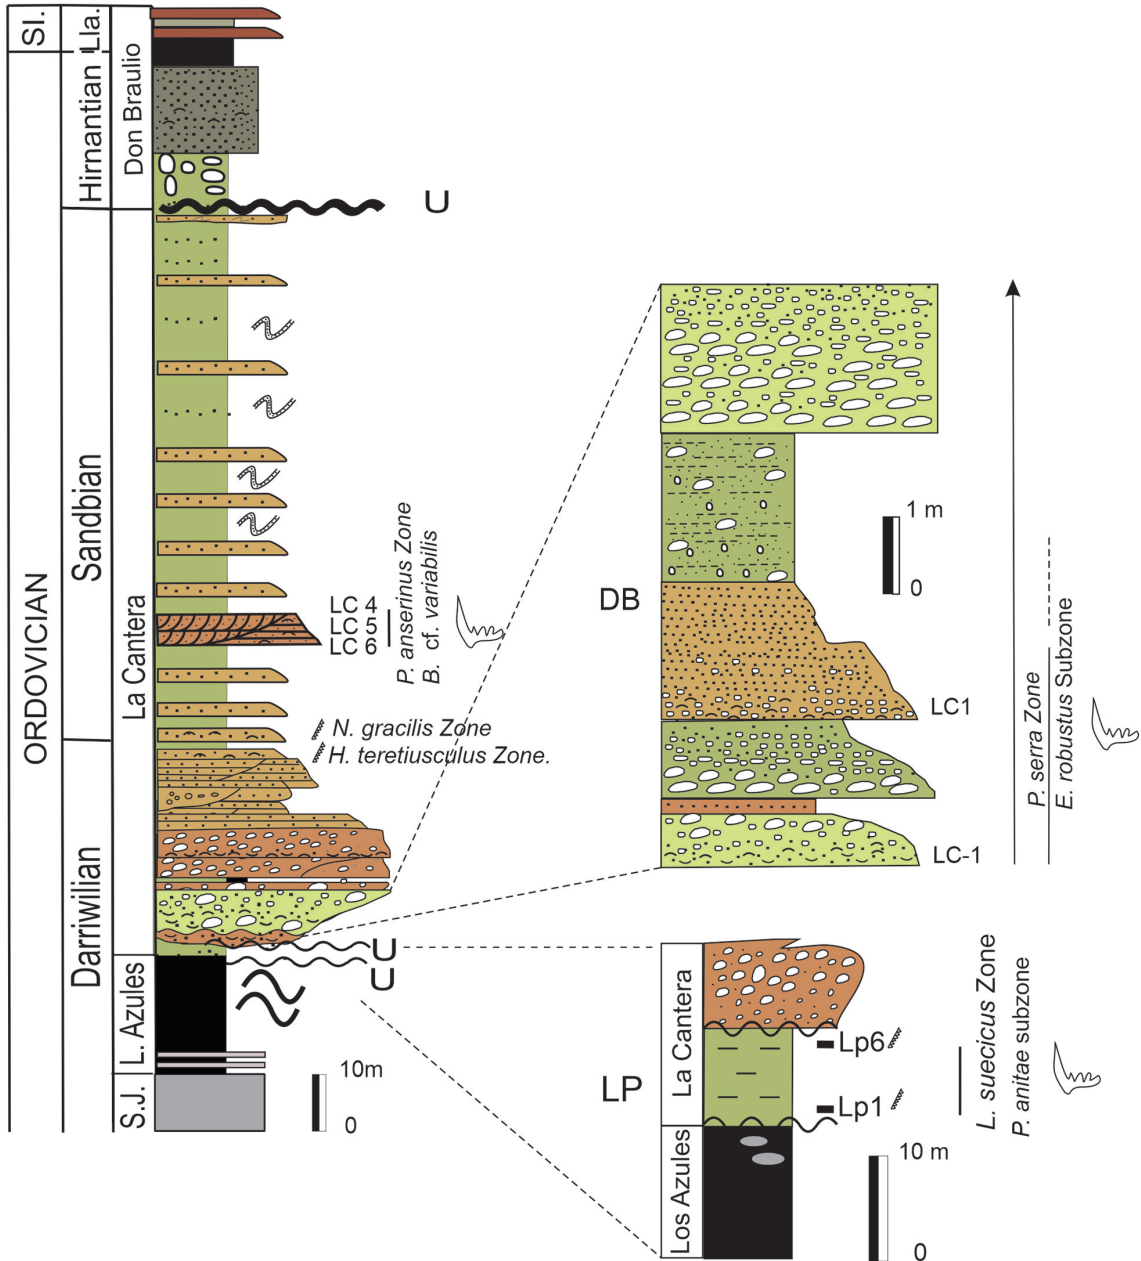 SI.
Lla.
Hirnantian
Don Braulio
U
ORDOVICIAN
Sandbian
La Cantera
LC 4
LC 5
LC 6
P. anserinus Zone
B. cf. variabilis
N. gracilis Zone
H. teretiusculus Zone.
Darriwilian
U
U
L. Azules
S.J.
10m
0
DB
1 m
0
LC1
LC-1
P. serra Zone
E. robustus Subzone
LP
La Cantera
Los Azules
Lp6
Lp1
L. suecicus Zone
P. anitae subzone
10 m
0